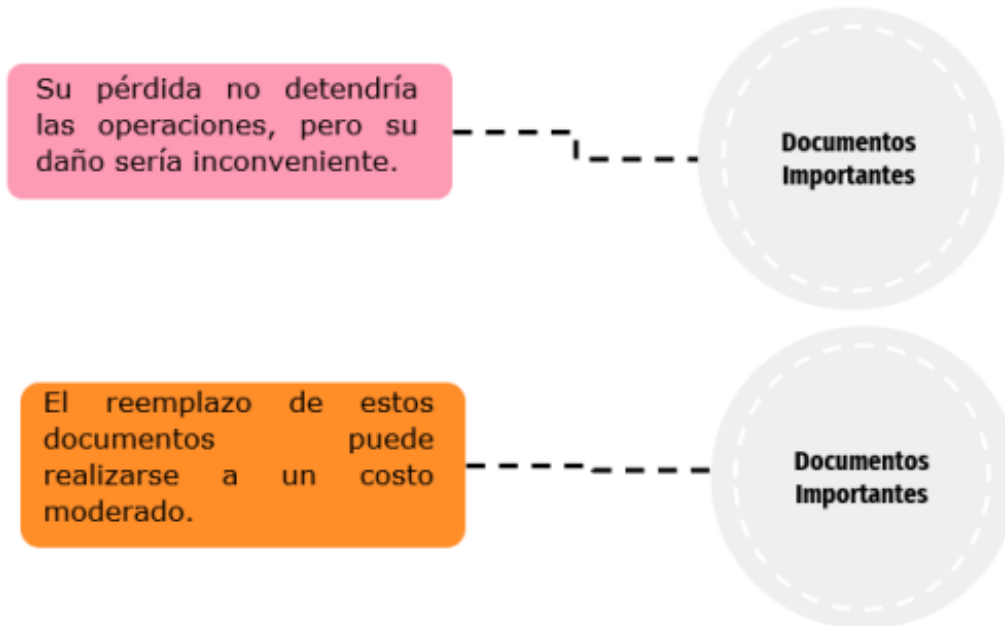 Su pérdida no detendría
las operaciones, pero su
daño sería inconveniente.
Documentos
Importantes
El reemplazo de estos
documentos puede
realizarse a un costo
moderado.
Documentos
Importantes